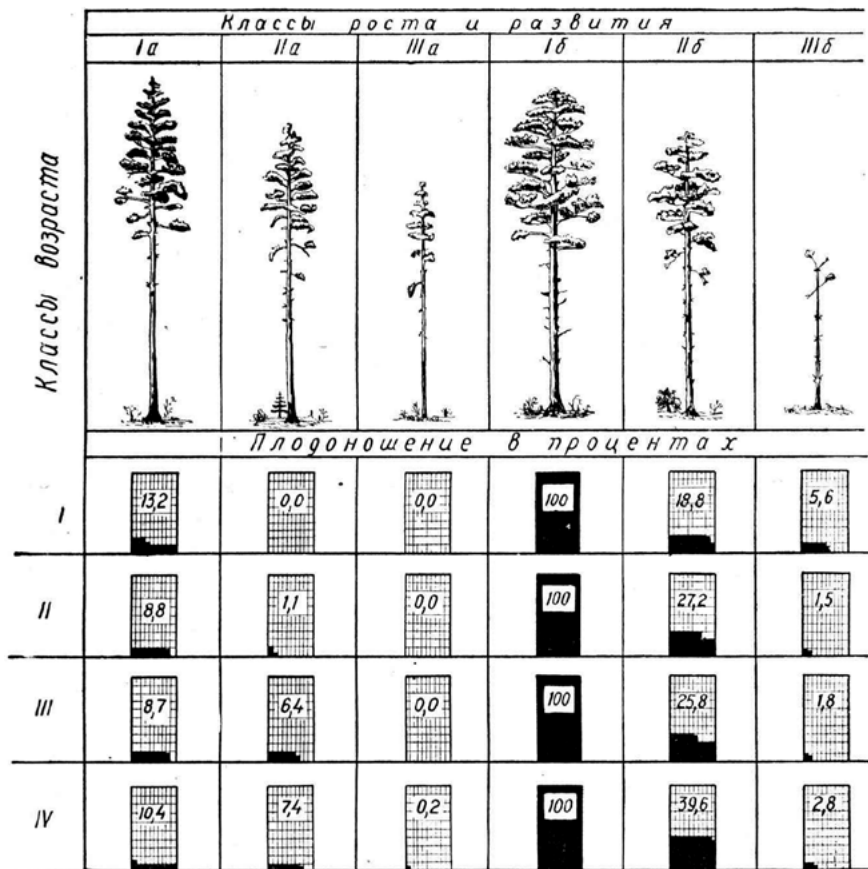 Классы роста и развития
Iа IIа IIIа Iб IIб IIIб
Классы возраста
Плодоношение в процентах
I 13,2 0,0 0,0 100 18,8 5,6
II 8,8 1,1 0,0 100 27,2 1,5
III 8,7 6,4 0,0 100 25,8 1,8
IV 10,4 7,4 0,2 100 39,6 2,8